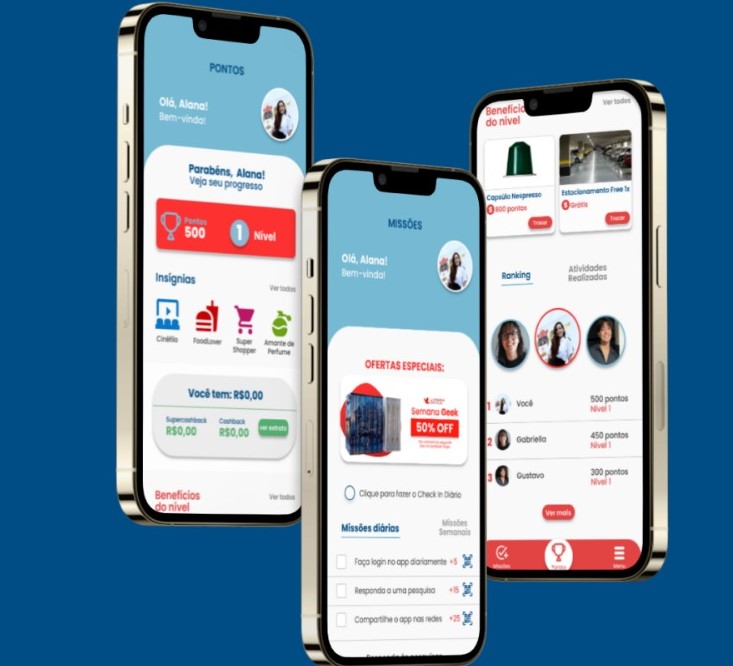 PONTOS
Olá, Alana!
Bem-vinda!
Parabéns, Alana!
Veja seu progresso
Pontos
500
1 Nível
Insígnias
Ver todos
Cinéfilo
FoodLover
Super
Shopper
Amante de
Perfume
Você tem: R$0,00
Supercashback
R$0,00
Cashback
R$0,00
ver extrato
Benefícios
do nível
Ver todos
MISSÕES
Olá, Alana!
Bem-vinda!
OFERTAS ESPECIAIS:
Semana Geek
50% OFF
Clique para fazer o Check In Diário
Missões diárias
Missões
Semanais
Faça login no app diariamente +5
Responda a uma pesquisa +15
Compartilhe o app nas redes +25
Benefício
do nível
Ver todos
Capsúla Nespresso
800 pontos
Trocar
Estacionamento Free 1x
Grátis
Trocar
Ranking
Atividades
Realizadas
1 Você 500 pontos
Nível 1
2 Gabriella 450 pontos
Nível 1
3 Gustavo 300 pontos
Nível 1
Ver mais
Missões
Pontos
Menu